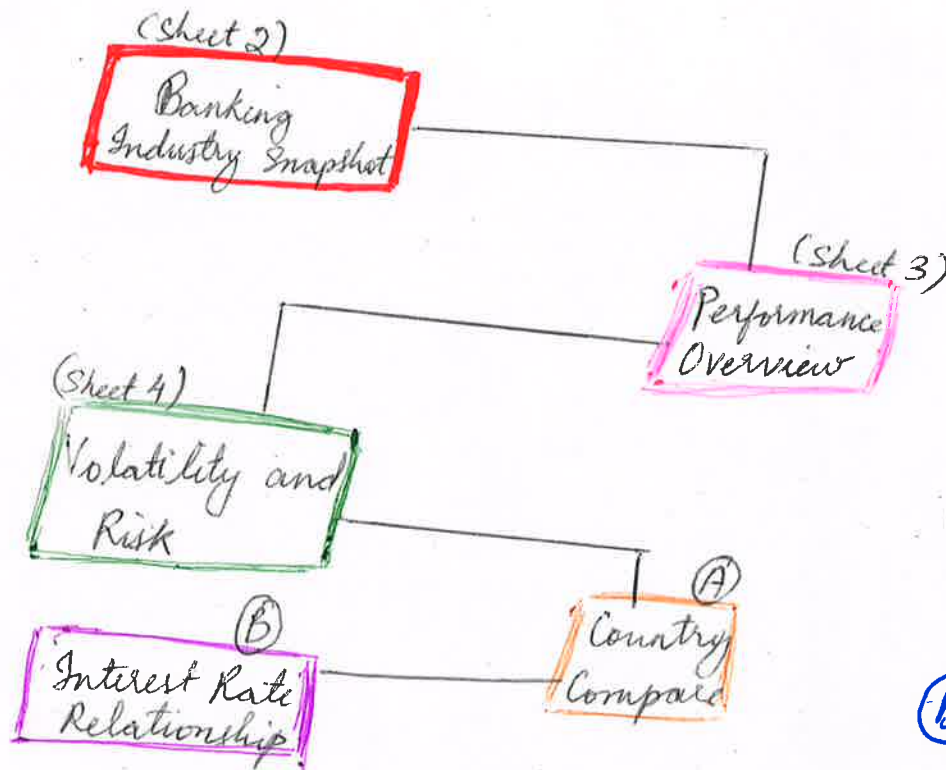 (Sheet 2)
Banking
Industry Snapshot
(Sheet 3)
Performance
Overview
(Sheet 4)
Volatility and
Risk
A
Country
Compare
B
Interest Rate
Relationship